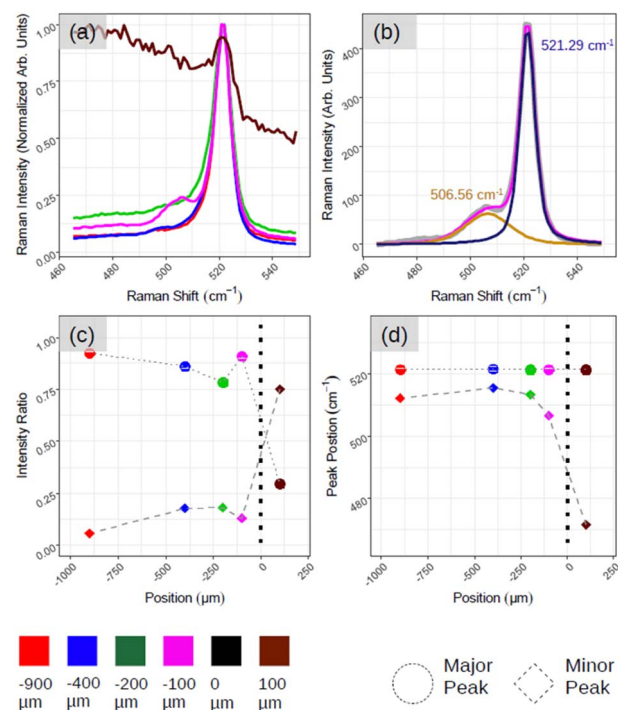 (a)
Raman Intensity (Normalized Arb. Units)
1.00
0.75
0.50
0.25
0.00
460
480
500
520
540
Raman Shift (cm⁻¹)
(b)
Raman Intensity (Arb. Units)
400
300
200
100
0
521.29 cm⁻¹
506.56 cm⁻¹
460
480
500
520
540
Raman Shift (cm⁻¹)
(c)
Intensity Ratio
1.00
0.75
0.50
0.25
0.00
-1000
-750
-500
-250
0
250
Position (µm)
(d)
Peak Postion (cm⁻¹)
520
500
480
-1000
-750
-500
-250
0
250
Position (µm)
-900 -400 -200 -100 0 100
µm µm µm µm µm µm
Major Minor
Peak Peak